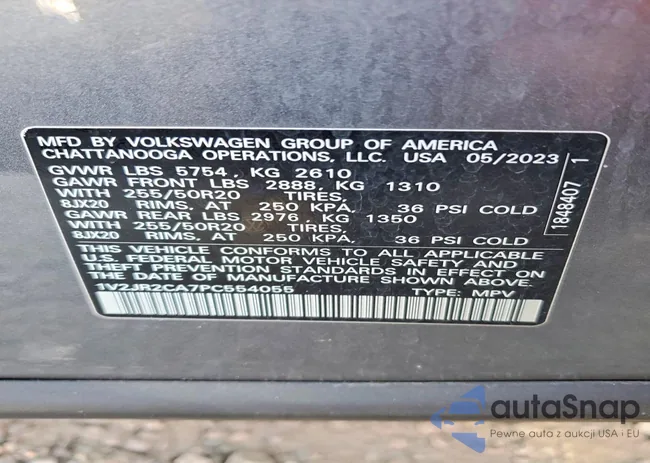 MFD BY VOLKSWAGEN GROUP OF AMERICA
CHATTANOOGA OPERATIONS, LLC. USA 05/2023
GVWR LBS 5754, KG 2610
GAWR FRONT LBS 2888, KG 1310
WITH 255/50R20 TIRES,
8JX20 RIMS, AT 250 KPA, 36 PSI COLD
GAWR REAR LBS 2976, KG 1350
WITH 255/50R20 TIRES,
8JX20 RIMS, AT 250 KPA, 36 PSI COLD
THIS VEHICLE CONFORMS TO ALL APPLICABLE
U.S. FEDERAL MOTOR VEHICLE SAFETY AND
THEFT PREVENTION STANDARDS IN EFFECT ON
THE DATE OF MANUFACTURE SHOWN ABOVE.
1V2JR2CA7PC554055 TYPE: MPV
1848407 1
autaSnap
Pewne auta z aukcji USA i EU